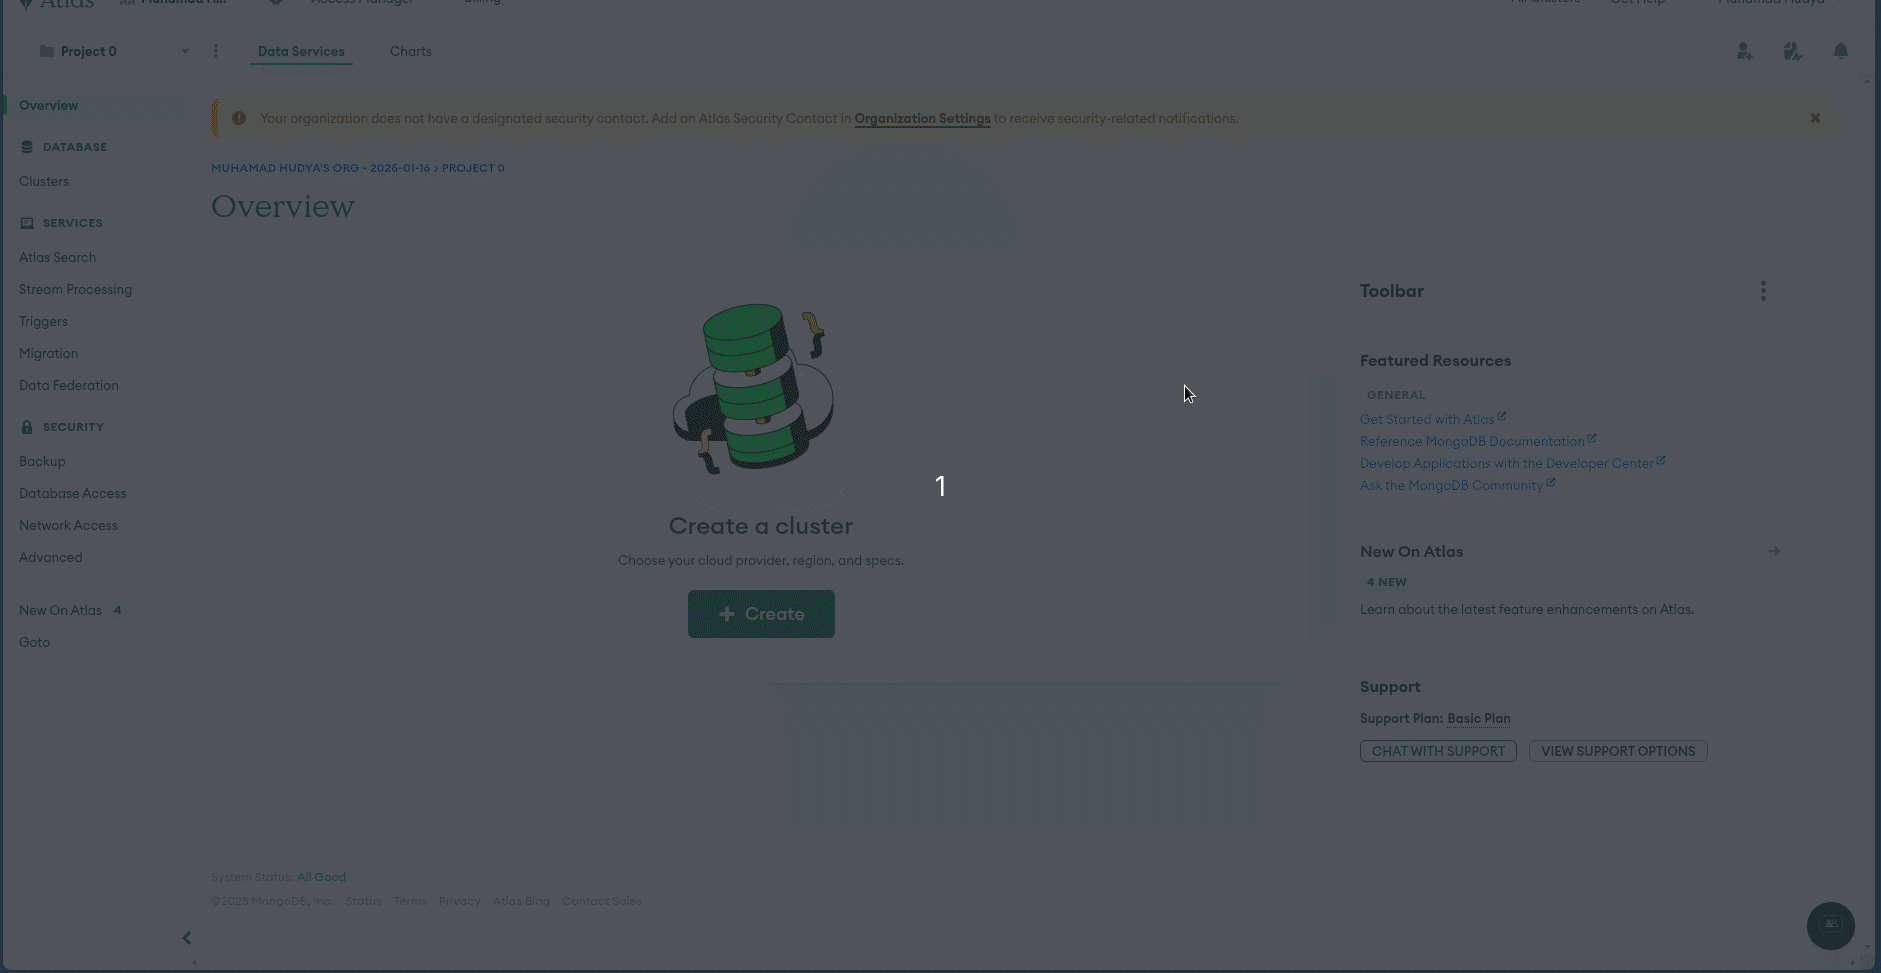 Atlas
Access Manager
Billing
All Clusters
Get Help
Muhamad Hudya
Project 0
Data Services
Charts
Overview
DATABASE
Clusters
SERVICES
Atlas Search
Stream Processing
Triggers
Migration
Data Federation
SECURITY
Backup
Database Access
Network Access
Advanced
New On Atlas 4
Goto
Your organization does not have a designated security contact. Add an Atlas Security Contact in Organization Settings to receive security-related notifications.
MUHAMAD HUDYA'S ORG - 2025-01-16 > PROJECT 0
Overview
1
Create a cluster
Choose your cloud provider, region, and specs.
+ Create
Toolbar
Featured Resources
GENERAL
Get Started with Atlas
Reference MongoDB Documentation
Develop Applications with the Developer Center
Ask the MongoDB Community
New On Atlas
4 NEW
Learn about the latest feature enhancements on Atlas.
Support
Support Plan: Basic Plan
CHAT WITH SUPPORT
VIEW SUPPORT OPTIONS
System Status: All Good
©2025 MongoDB, Inc. Status Terms Privacy Atlas Blog Contact Sales